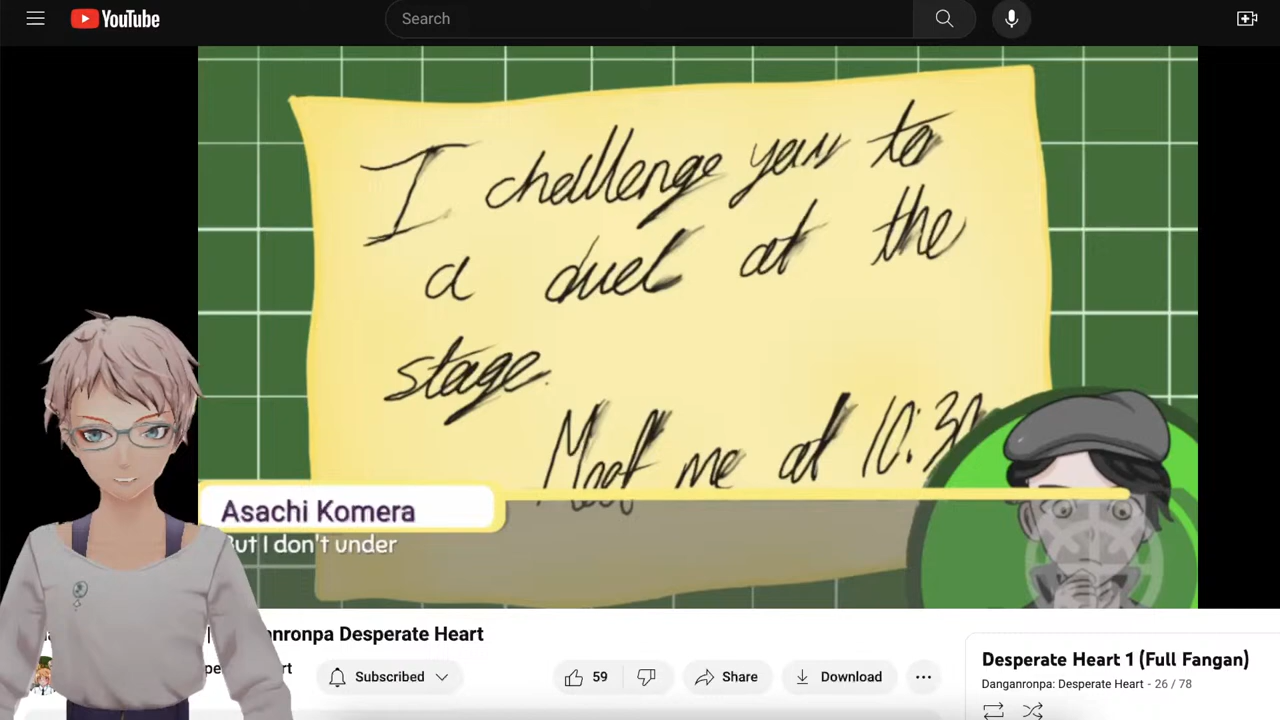 YouTube
Search
I challenge you to
a duel at the
stage.
Meet me at 10:30
Asachi Komera
But I don't under
nronpa Desperate Heart
Subscribed
59
Share
Download
Desperate Heart 1 (Full Fangan)
Danganronpa: Desperate Heart - 26 / 78